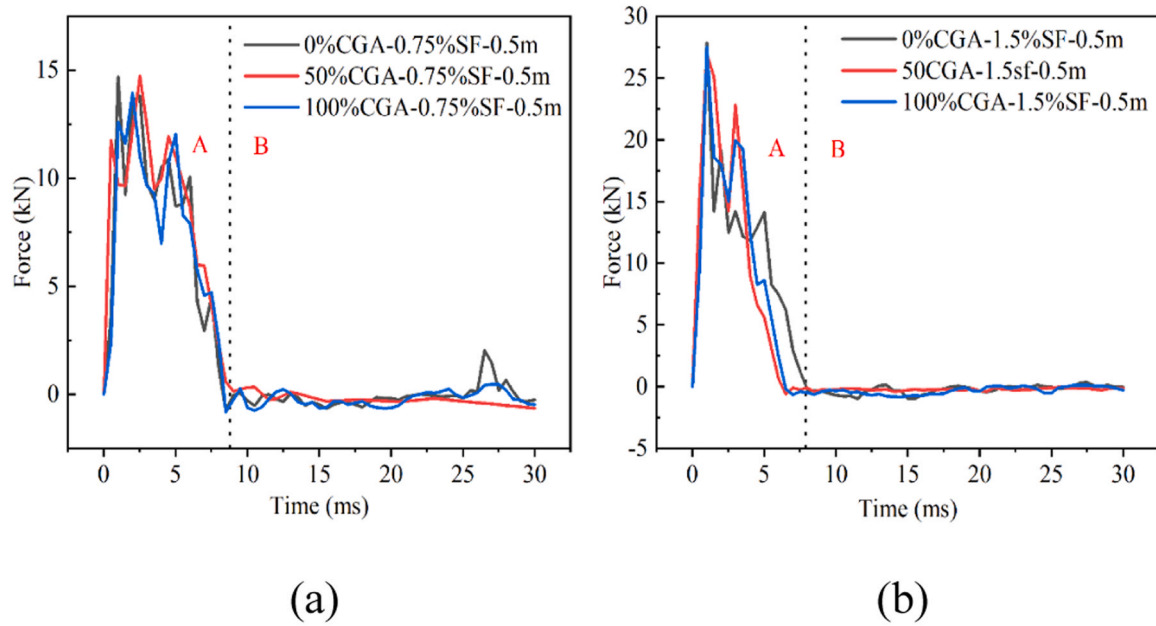 0%CGA-0.75%SF-0.5m
50%CGA-0.75%SF-0.5m
100%CGA-0.75%SF-0.5m
A B
15
10
5
0
Force (kN)
0 5 10 15 20 25 30
Time (ms)
(a)
0%CGA-1.5%SF-0.5m
50CGA-1.5sf-0.5m
100%CGA-1.5%SF-0.5m
A B
30
25
20
15
10
5
0
-5
Force (kN)
0 5 10 15 20 25 30
Time (ms)
(b)